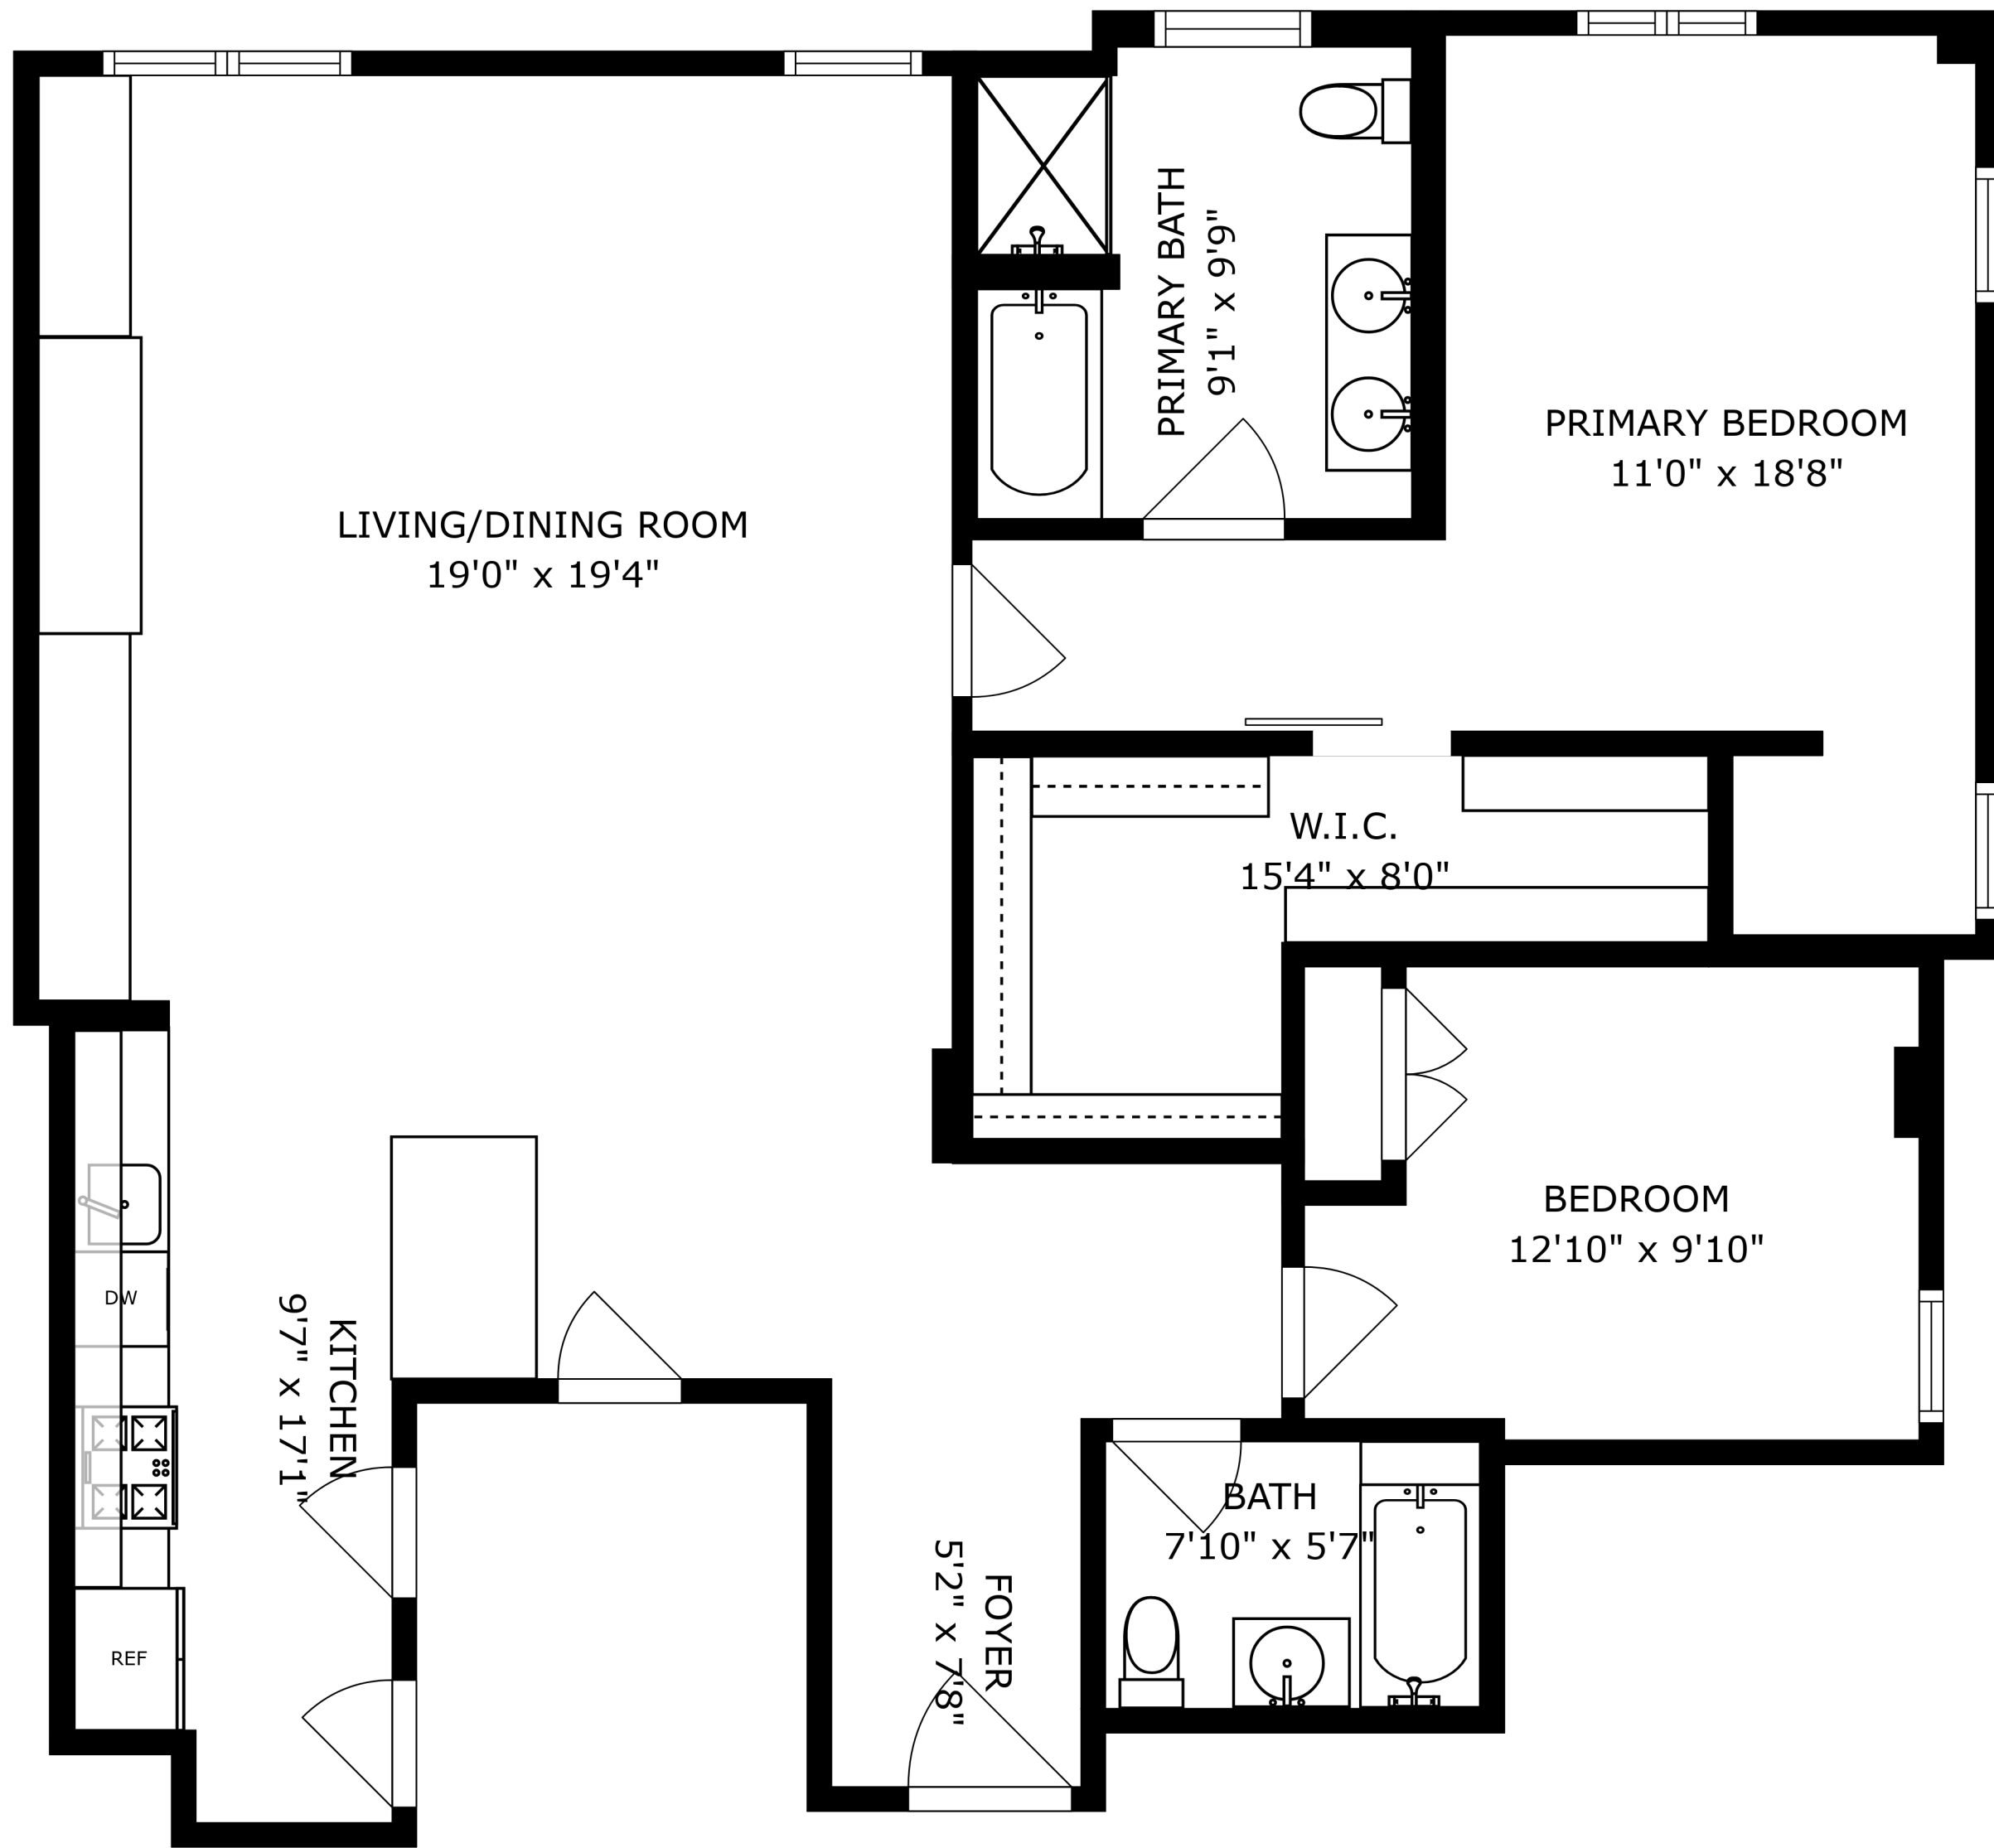 PRIMARY BATH
9'1" x 9'9"
PRIMARY BEDROOM
11'0" x 18'8"
LIVING/DINING ROOM
19'0" x 19'4"
W.I.C.
15'4" x 8'0"
BEDROOM
12'10" x 9'10"
DW
KITCHEN
9'7" x 17'1"
BATH
7'10" x 5'7"
FOYER
5'2" x 7'8"
REF